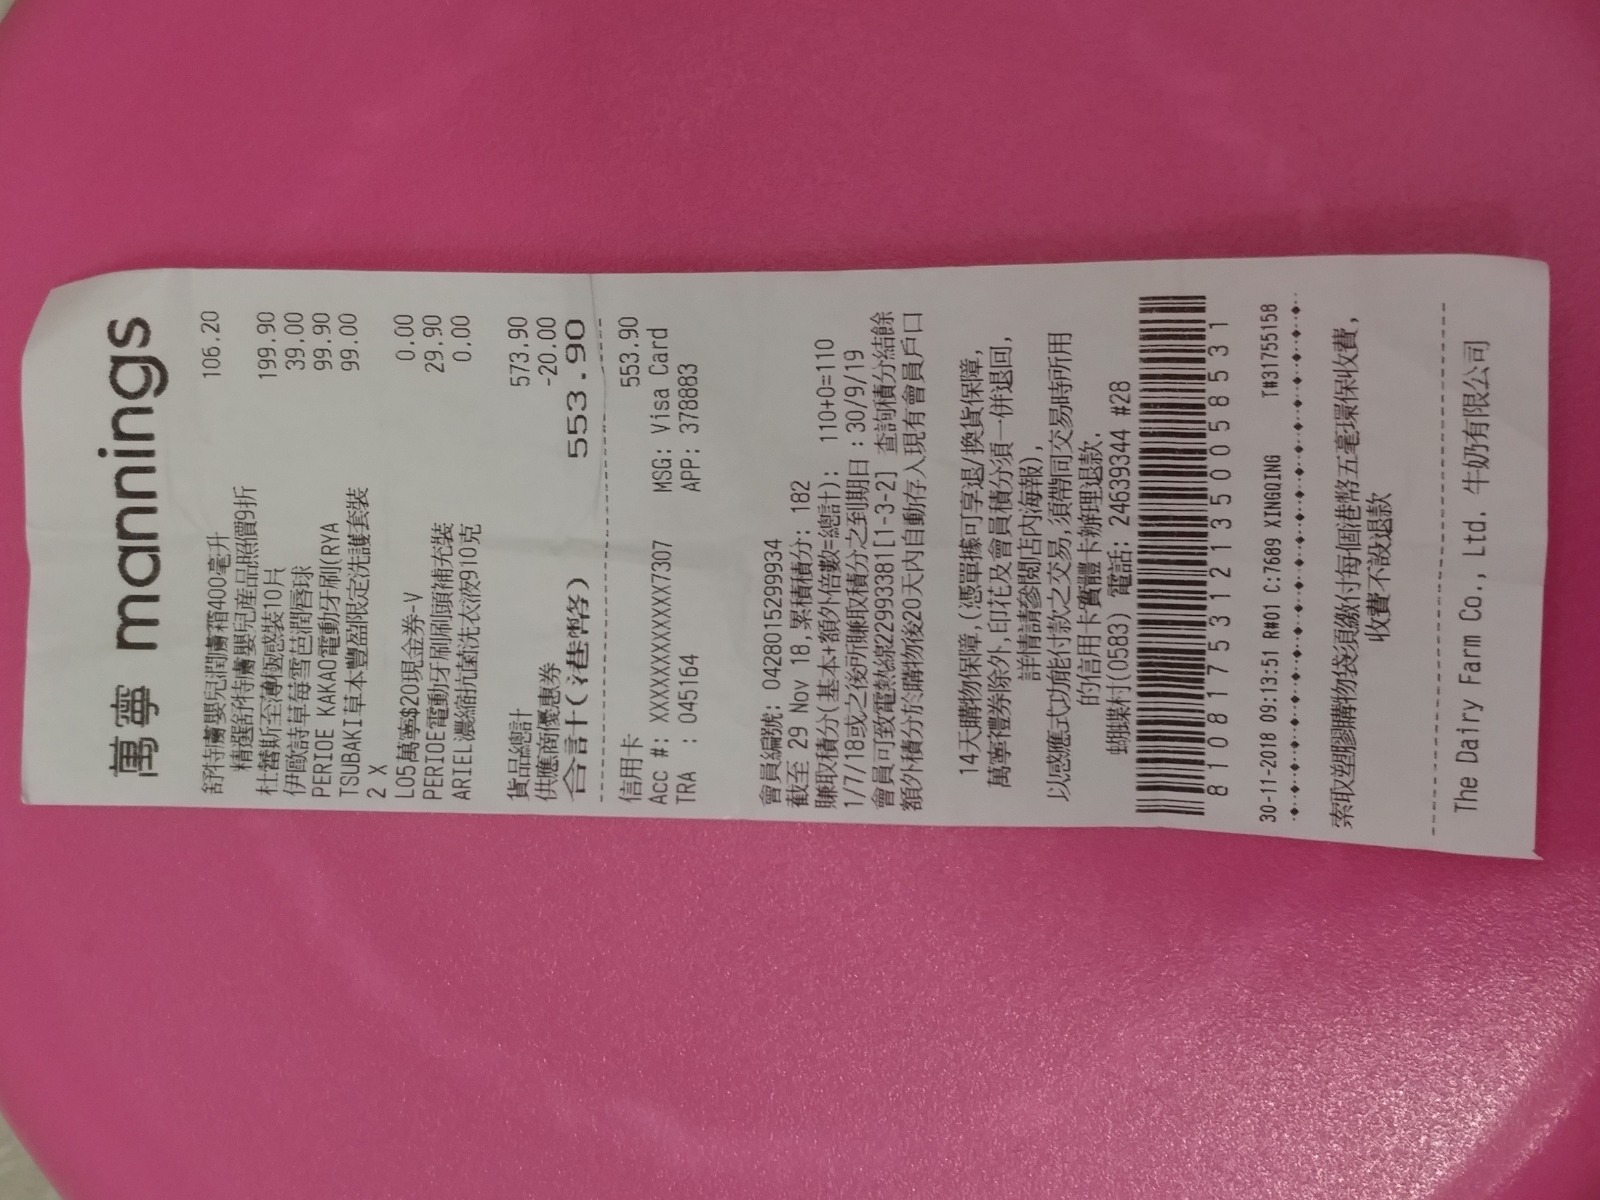 萬寧 mannings
舒特膚嬰兒潤膚箱400毫升 106.20
精選舒特膚嬰兒產品照價9折
杜蕾斯至薄極感裝10片 199.90
伊歐詩草莓雪芭潤唇球 39.00
PERIOE KAKAO電動牙刷(RYA 99.90
TSUBAKI草本豐盈限定洗護套裝 99.00
2 X
L05萬寧$20現金券-V 0.00
PERIOE電動牙刷刷頭補充裝 29.90
ARIEL濃縮抗菌洗衣液910克 0.00
貨品總計 573.90
供應商優惠券 -20.00
合計(港幣) 553.90
信用卡 553.90
Acc #: XXXXXXXXXXXX7307 MSG: Visa Card
TRA : 045164 APP: 378883
會員編號: 0428015299934
截至 29 Nov 18,累積積分: 182
賺取積分(基本+額外倍數=總計): 110+0=110
1/7/18或之後所賺取積分之到期日:30/9/19
會員可致電熱線22993381[1-3-2] 查詢積分結餘
額外積分於購物後20天內自動存入現有會員戶口
14天購物保障,(憑單據可享退/換貨保障,
萬寧禮券除外,印花及會員積分須一併退回,
詳情請參閱店內海報),
以感應式功能付款之交易,須帶同交易時所用
的信用卡實體卡辦理退款.
蝴蝶村(0583) 電話: 24639344 #28
81081753121350058531
30-11-2018 09:13:51 R#01 C:7689 XINGQING T#31755158
索取塑膠購物袋須繳付每個港幣五毫環保收費,
收費不設退款
The Dairy Farm Co., Ltd. 牛奶有限公司